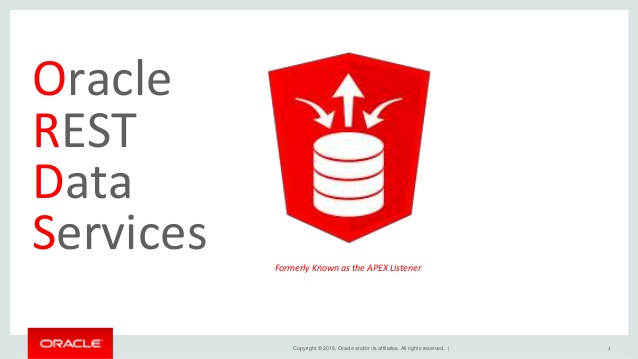 Oracle
REST
Data
Services
Formerly Known as the APEX Listener
ORACLE®
Copyright © 2016, Oracle and/or its affiliates. All rights reserved. |
2